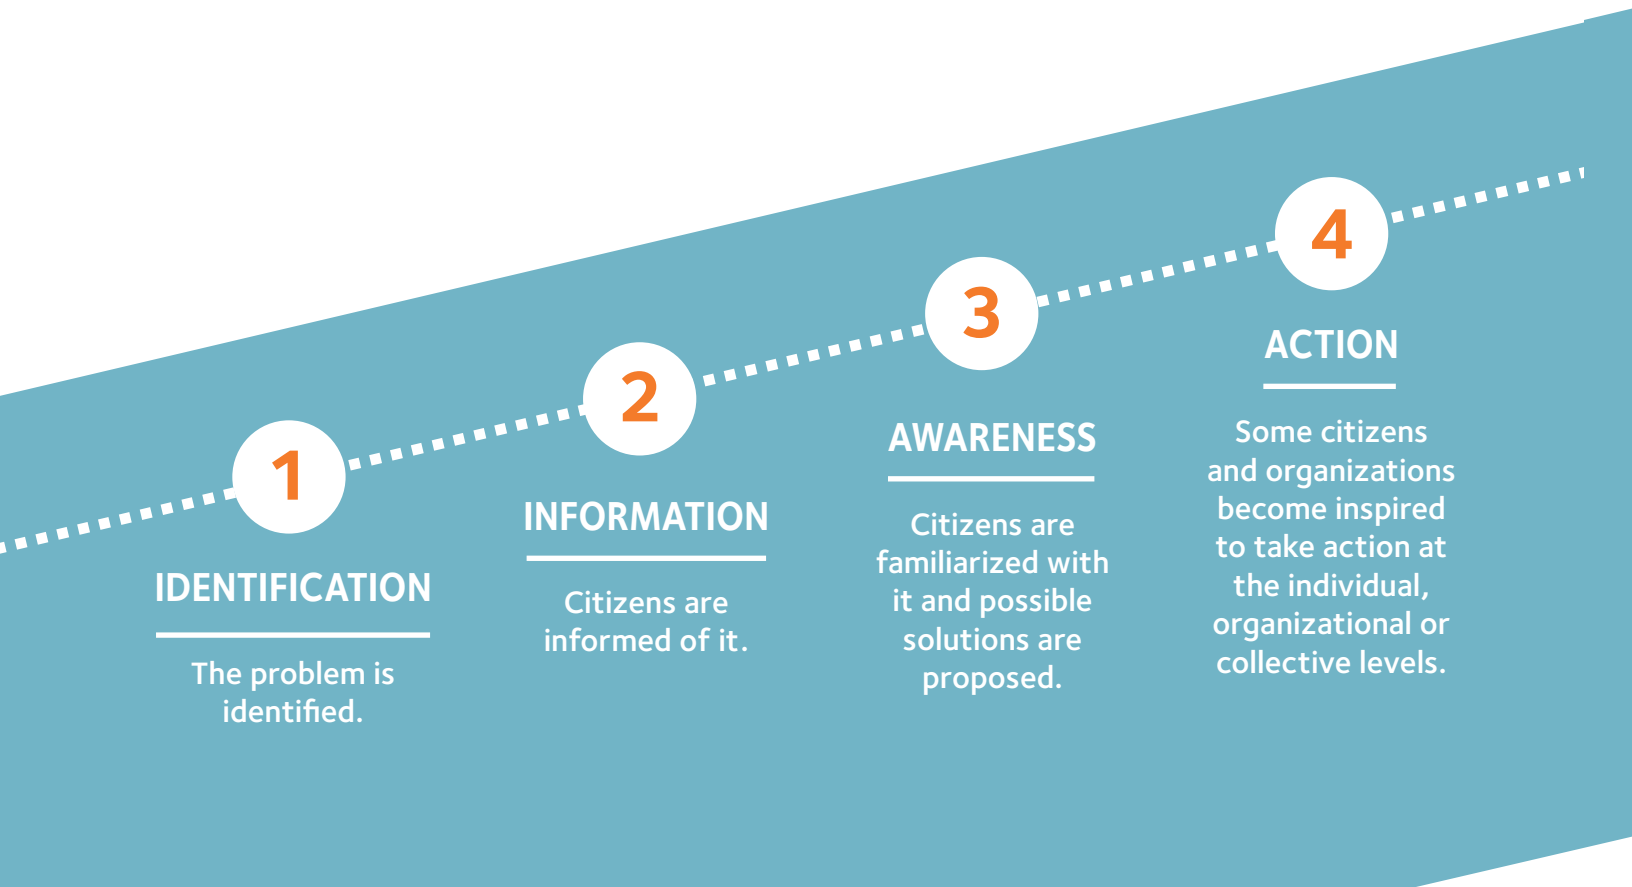 1
IDENTIFICATION
The problem is
identified.
2
INFORMATION
Citizens are
informed of it.
3
AWARENESS
Citizens are
familiarized with
it and possible
solutions are
proposed.
4
ACTION
Some citizens
and organizations
become inspired
to take action at
the individual,
organizational or
collective levels.